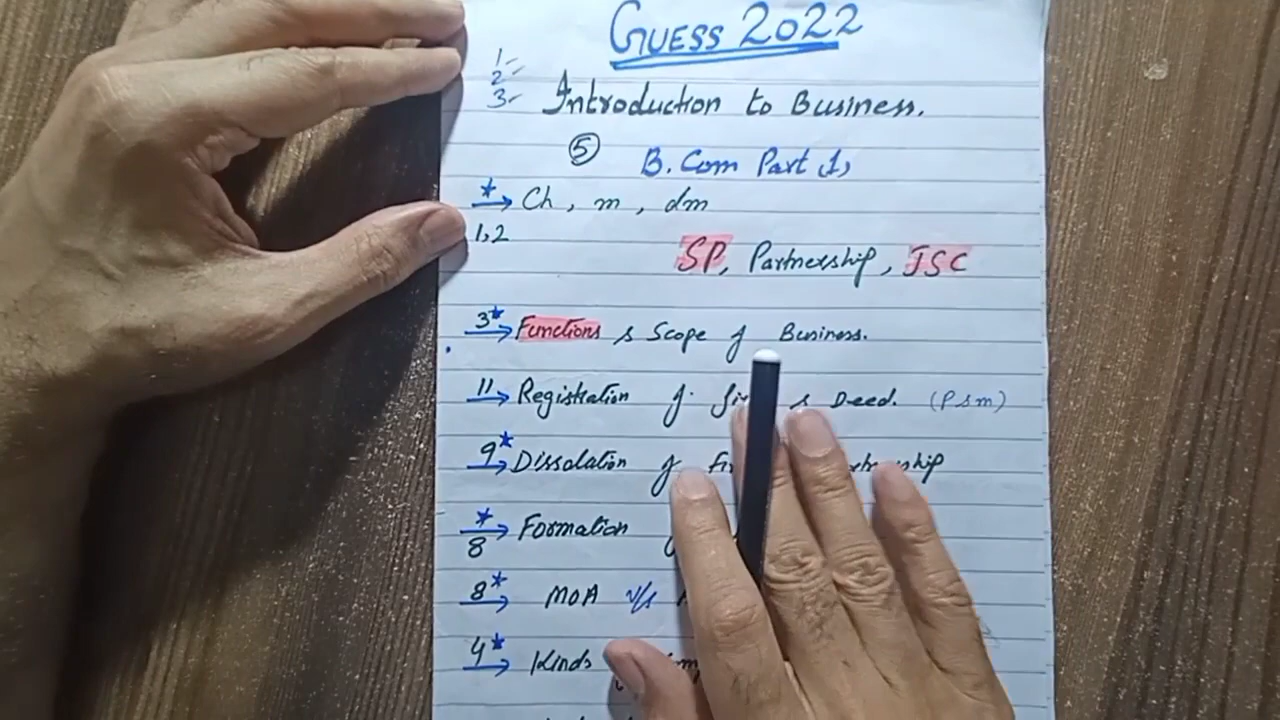 GUESS 2022
1-
2-
3-
Introduction to Business.
5
B.Com Part (1)
* Ch, m, dm
1,2
SP, Partnership, JSC
3* Functions & Scope of Business.
11 Registration of & Deed. (P&m)
9* Dissolation of
* 8 Formation
8* MOA v/s
4* Kinds